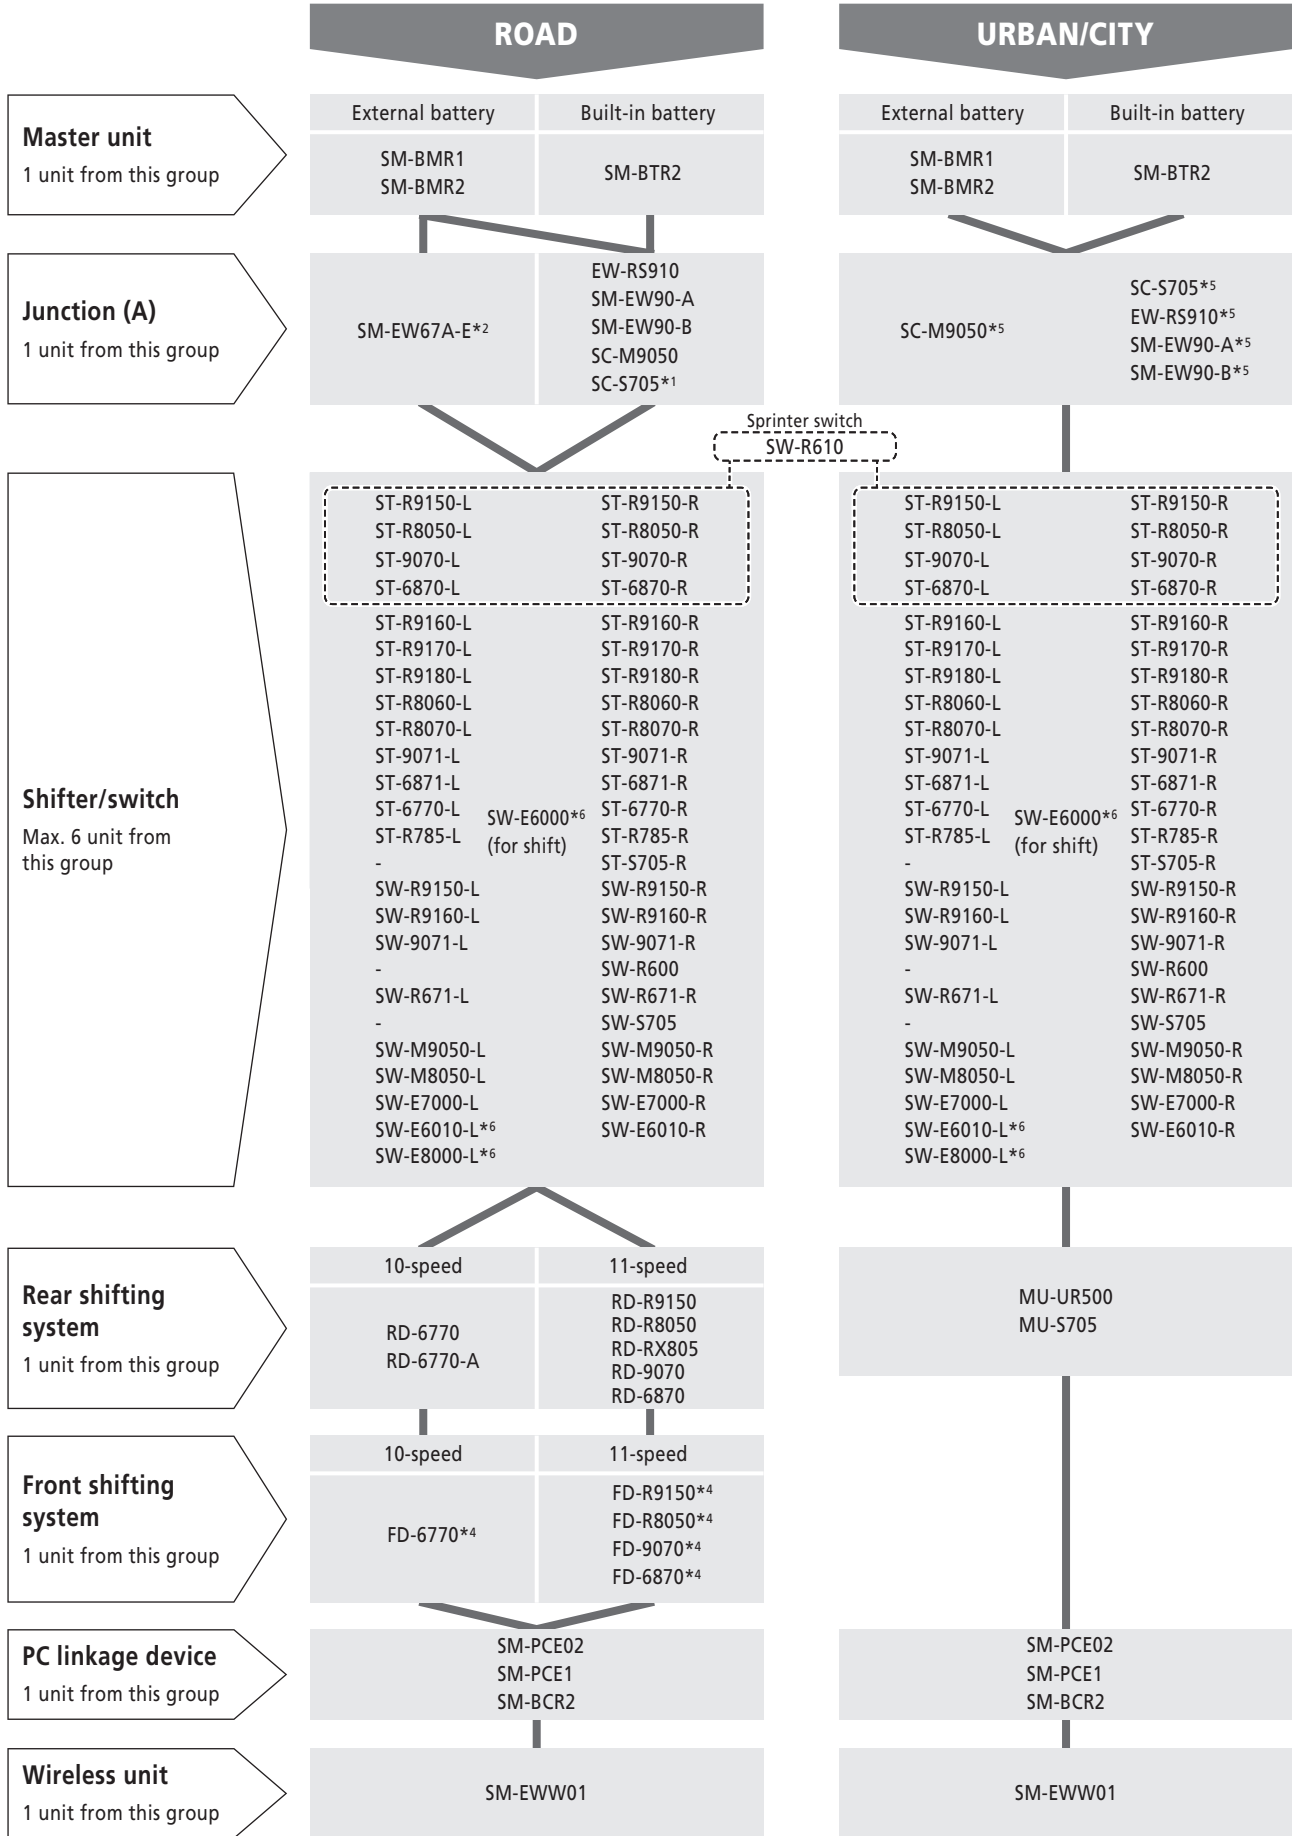 ROAD
URBAN/CITY
Master unit
1 unit from this group
External battery
Built-in battery
SM-BMR1
SM-BMR2
SM-BTR2
External battery
Built-in battery
SM-BMR1
SM-BMR2
SM-BTR2
Junction (A)
1 unit from this group
SM-EW67A-E*2
EW-RS910
SM-EW90-A
SM-EW90-B
SC-M9050
SC-S705*1
SC-M9050*5
SC-S705*5
EW-RS910*5
SM-EW90-A*5
SM-EW90-B*5
Sprinter switch
SW-R610
Shifter/switch
Max. 6 unit from
this group
ST-R9150-L
ST-R8050-L
ST-9070-L
ST-6870-L
ST-R9160-L
ST-R9170-L
ST-R9180-L
ST-R8060-L
ST-R8070-L
ST-9071-L
ST-6871-L
ST-6770-L
ST-R785-L
-
SW-R9150-L
SW-R9160-L
SW-9071-L
-
SW-R671-L
-
SW-M9050-L
SW-M8050-L
SW-E7000-L
SW-E6010-L*6
SW-E8000-L*6
SW-E6000*6
(for shift)
ST-R9150-R
ST-R8050-R
ST-9070-R
ST-6870-R
ST-R9160-R
ST-R9170-R
ST-R9180-R
ST-R8060-R
ST-R8070-R
ST-9071-R
ST-6871-R
ST-6770-R
ST-R785-R
ST-S705-R
SW-R9150-R
SW-R9160-R
SW-9071-R
SW-R600
SW-R671-R
SW-S705
SW-M9050-R
SW-M8050-R
SW-E7000-R
SW-E6010-R
ST-R9150-L
ST-R8050-L
ST-9070-L
ST-6870-L
ST-R9160-L
ST-R9170-L
ST-R9180-L
ST-R8060-L
ST-R8070-L
ST-9071-L
ST-6871-L
ST-6770-L
ST-R785-L
-
SW-R9150-L
SW-R9160-L
SW-9071-L
-
SW-R671-L
-
SW-M9050-L
SW-M8050-L
SW-E7000-L
SW-E6010-L*6
SW-E8000-L*6
SW-E6000*6
(for shift)
ST-R9150-R
ST-R8050-R
ST-9070-R
ST-6870-R
ST-R9160-R
ST-R9170-R
ST-R9180-R
ST-R8060-R
ST-R8070-R
ST-9071-R
ST-6871-R
ST-6770-R
ST-R785-R
ST-S705-R
SW-R9150-R
SW-R9160-R
SW-9071-R
SW-R600
SW-R671-R
SW-S705
SW-M9050-R
SW-M8050-R
SW-E7000-R
SW-E6010-R
Rear shifting
system
1 unit from this group
10-speed
11-speed
RD-6770
RD-6770-A
RD-R9150
RD-R8050
RD-RX805
RD-9070
RD-6870
MU-UR500
MU-S705
Front shifting
system
1 unit from this group
10-speed
11-speed
FD-6770*4
FD-R9150*4
FD-R8050*4
FD-9070*4
FD-6870*4
PC linkage device
1 unit from this group
SM-PCE02
SM-PCE1
SM-BCR2
SM-PCE02
SM-PCE1
SM-BCR2
Wireless unit
1 unit from this group
SM-EWW01
SM-EWW01